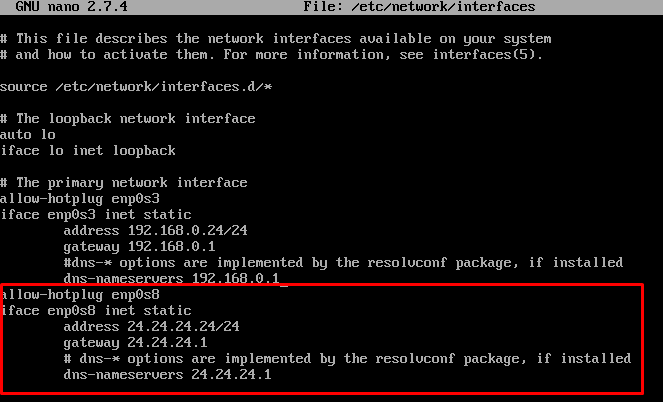 GNU nano 2.7.4 File: /etc/network/interfaces
# This file describes the network interfaces available on your system
# and how to activate them. For more information, see interfaces(5).
source /etc/network/interfaces.d/*
# The loopback network interface
auto lo
iface lo inet loopback
# The primary network interface
allow-hotplug enp0s3
iface enp0s3 inet static
address 192.168.0.24/24
gateway 192.168.0.1
#dns-* options are implemented by the resolvconf package, if installed
dns-nameservers 192.168.0.1
allow-hotplug enp0s8
iface enp0s8 inet static
address 24.24.24.24/24
gateway 24.24.24.1
# dns-* options are implemented by the resolvconf package, if installed
dns-nameservers 24.24.24.1